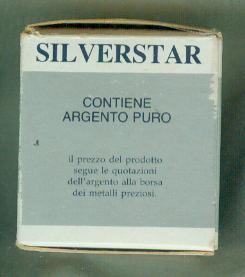 SILVERSTAR
CONTIENE
ARGENTO PURO
il prezzo del prodotto
segue le quotazioni
dell'argento alla borsa
dei metalli preziosi.